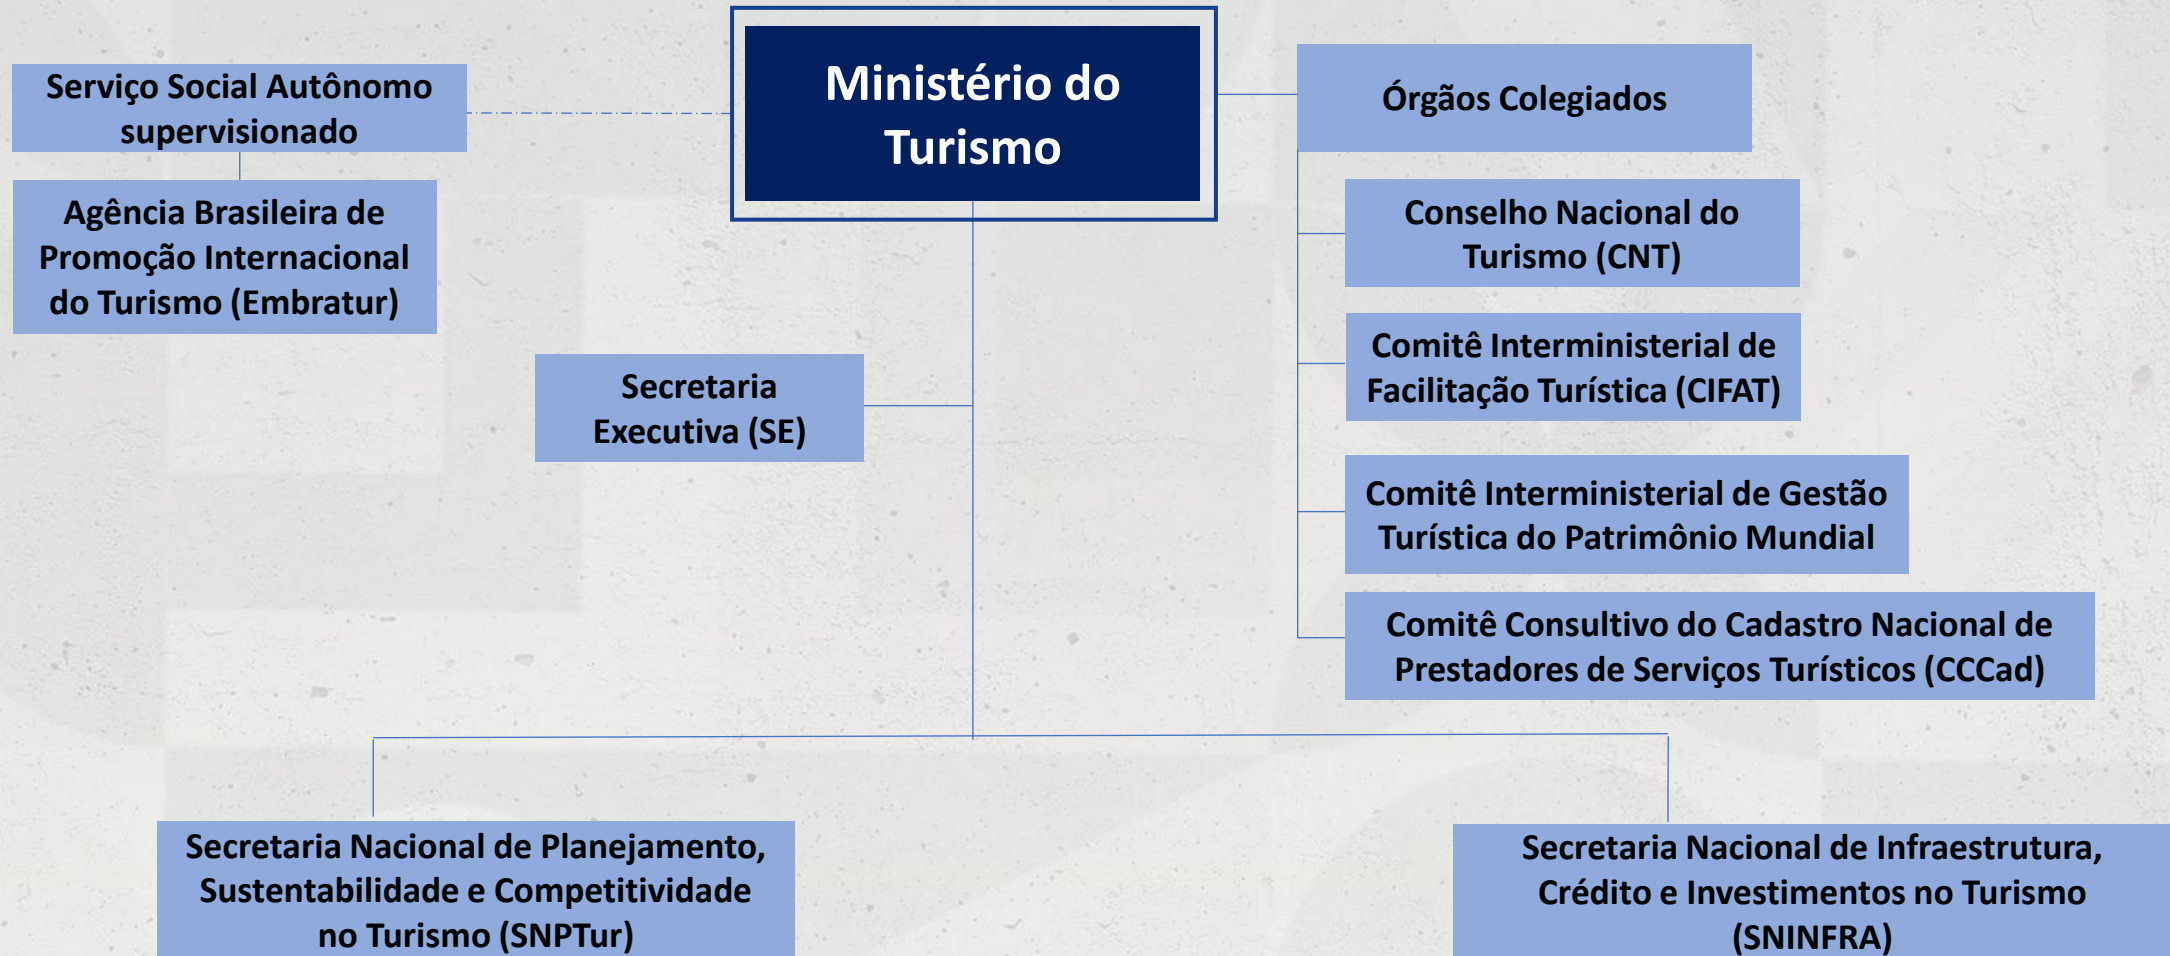 Ministério do
Turismo
Serviço Social Autônomo
supervisionado
Agência Brasileira de
Promoção Internacional
do Turismo (Embratur)
Órgãos Colegiados
Conselho Nacional do
Turismo (CNT)
Comitê Interministerial de
Facilitação Turística (CIFAT)
Comitê Interministerial de Gestão
Turística do Patrimônio Mundial
Comitê Consultivo do Cadastro Nacional de
Prestadores de Serviços Turísticos (CCCad)
Secretaria
Executiva (SE)
Secretaria Nacional de Planejamento,
Sustentabilidade e Competitividade
no Turismo (SNPTur)
Secretaria Nacional de Infraestrutura,
Crédito e Investimentos no Turismo
(SNINFRA)